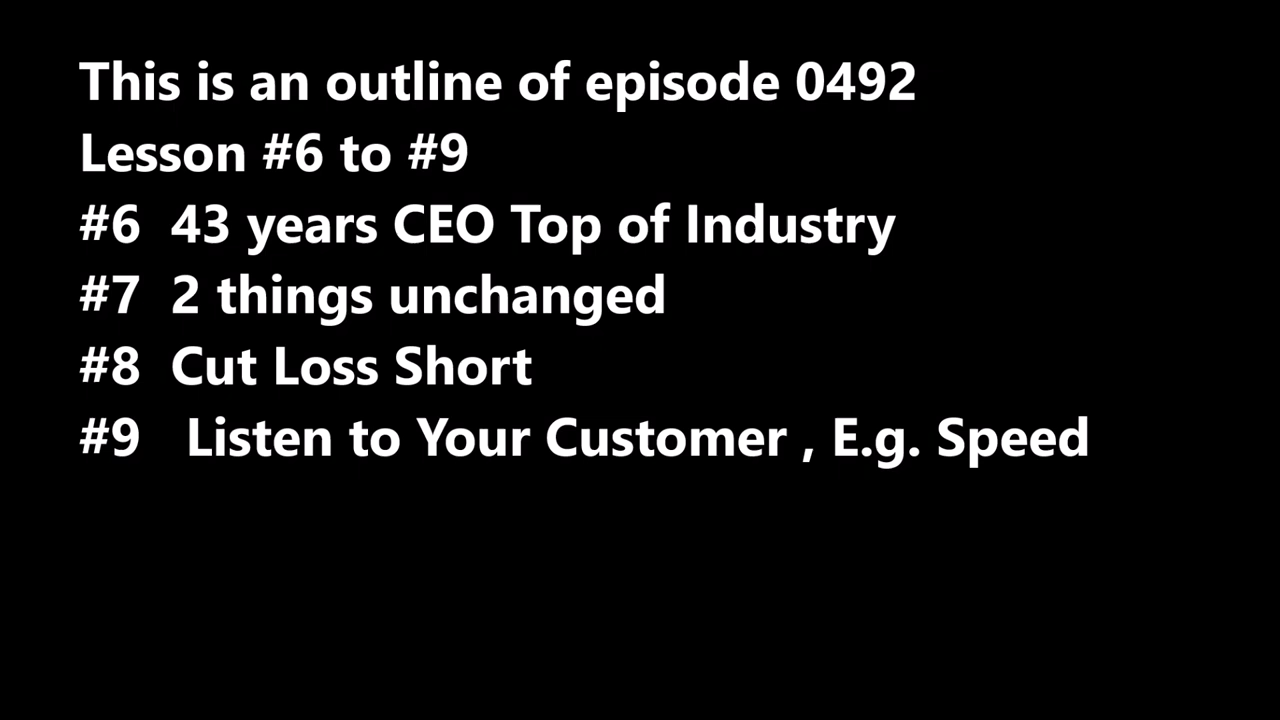 This is an outline of episode 0492
Lesson #6 to #9
#6  43 years CEO Top of Industry
#7  2 things unchanged
#8  Cut Loss Short
#9   Listen to Your Customer , E.g. Speed